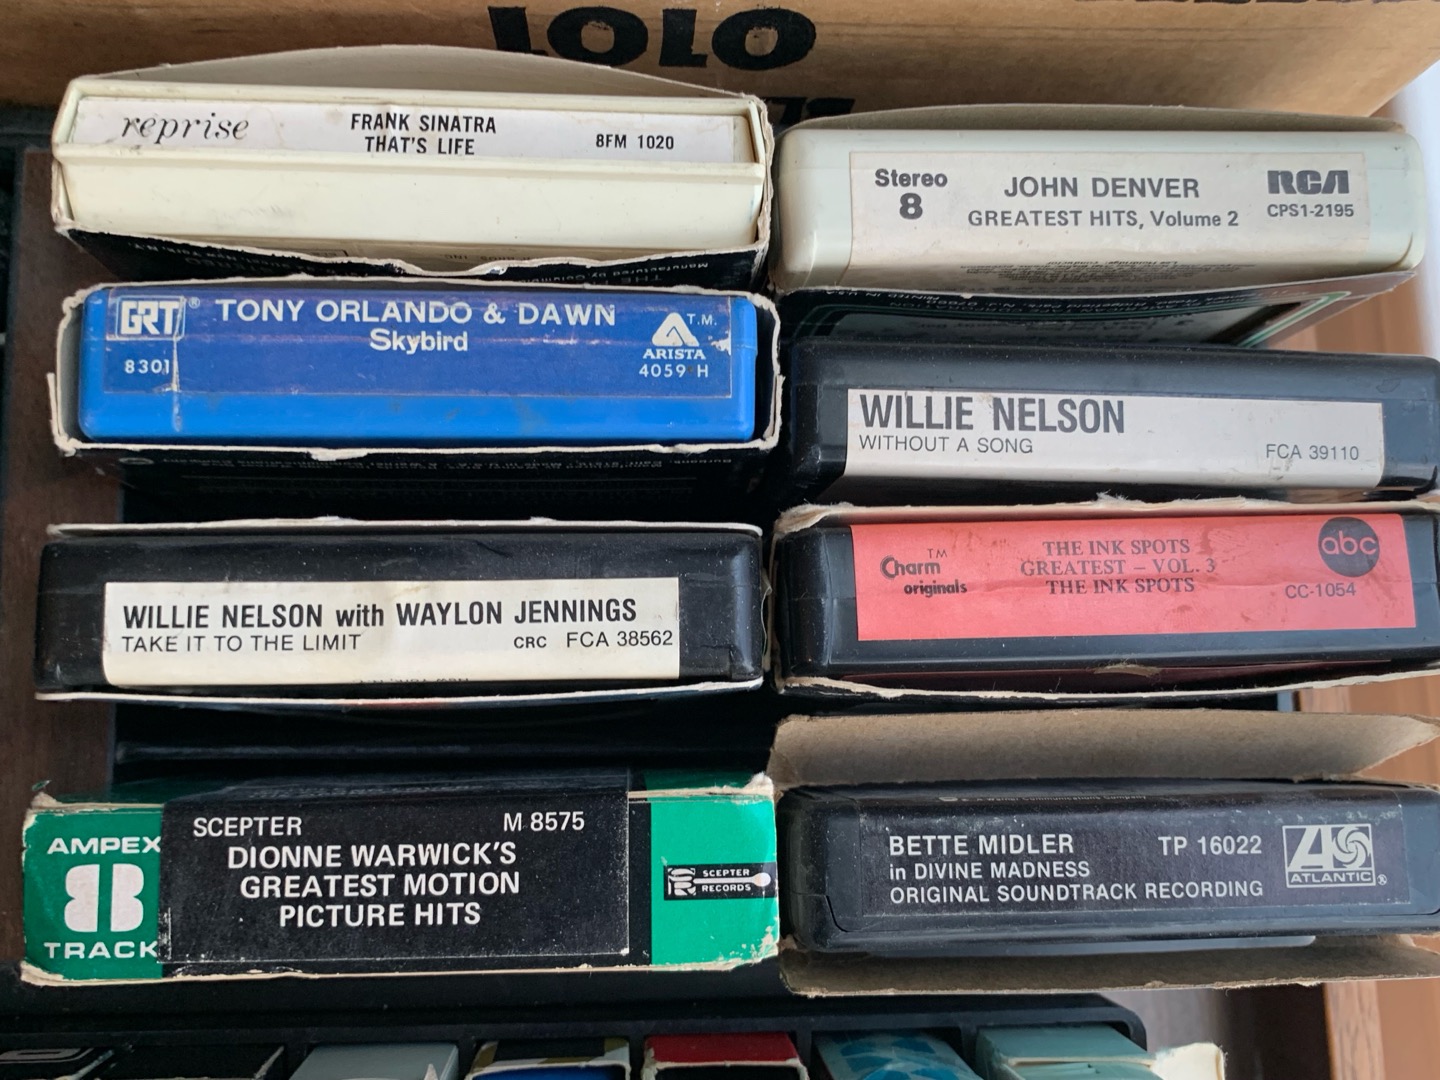 LOLO
reprise
FRANK SINATRA
THAT'S LIFE
8FM 1020
Stereo
8
JOHN DENVER
GREATEST HITS, Volume 2
RCA
CPS1-2195
GRT®
8301
TONY ORLANDO & DAWN
Skybird
T.M.
ARISTA
4059 H
WILLIE NELSON
WITHOUT A SONG
FCA 39110
WILLIE NELSON with WAYLON JENNINGS
TAKE IT TO THE LIMIT
CRC FCA 38562
Charm™
originals
THE INK SPOTS
GREATEST – VOL. 3
THE INK SPOTS
abc
CC-1054
AMPEX
8
TRACK
SCEPTER M 8575
DIONNE WARWICK'S
GREATEST MOTION
PICTURE HITS
SCEPTER
RECORDS
BETTE MIDLER TP 16022
in DIVINE MADNESS
ORIGINAL SOUNDTRACK RECORDING
ATLANTIC®